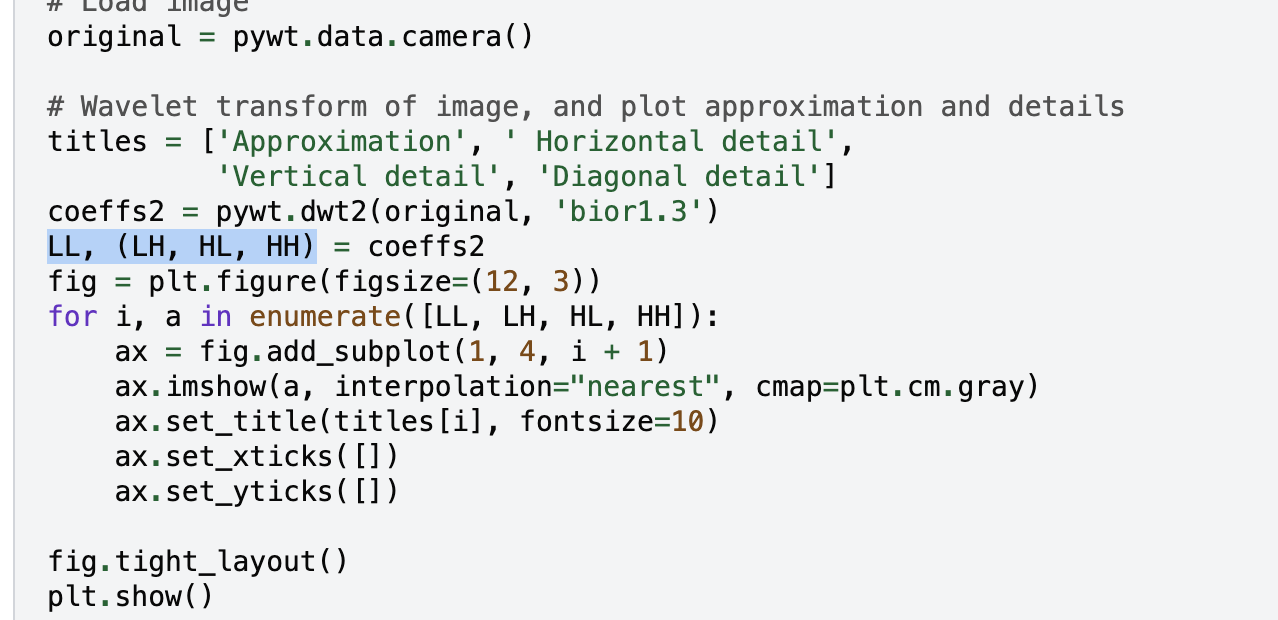 # Load image
original = pywt.data.camera()
# Wavelet transform of image, and plot approximation and details
titles = ['Approximation', ' Horizontal detail',
          'Vertical detail', 'Diagonal detail']
coeffs2 = pywt.dwt2(original, 'bior1.3')
LL, (LH, HL, HH) = coeffs2
fig = plt.figure(figsize=(12, 3))
for i, a in enumerate([LL, LH, HL, HH]):
    ax = fig.add_subplot(1, 4, i + 1)
    ax.imshow(a, interpolation="nearest", cmap=plt.cm.gray)
    ax.set_title(titles[i], fontsize=10)
    ax.set_xticks([])
    ax.set_yticks([])
fig.tight_layout()
plt.show()